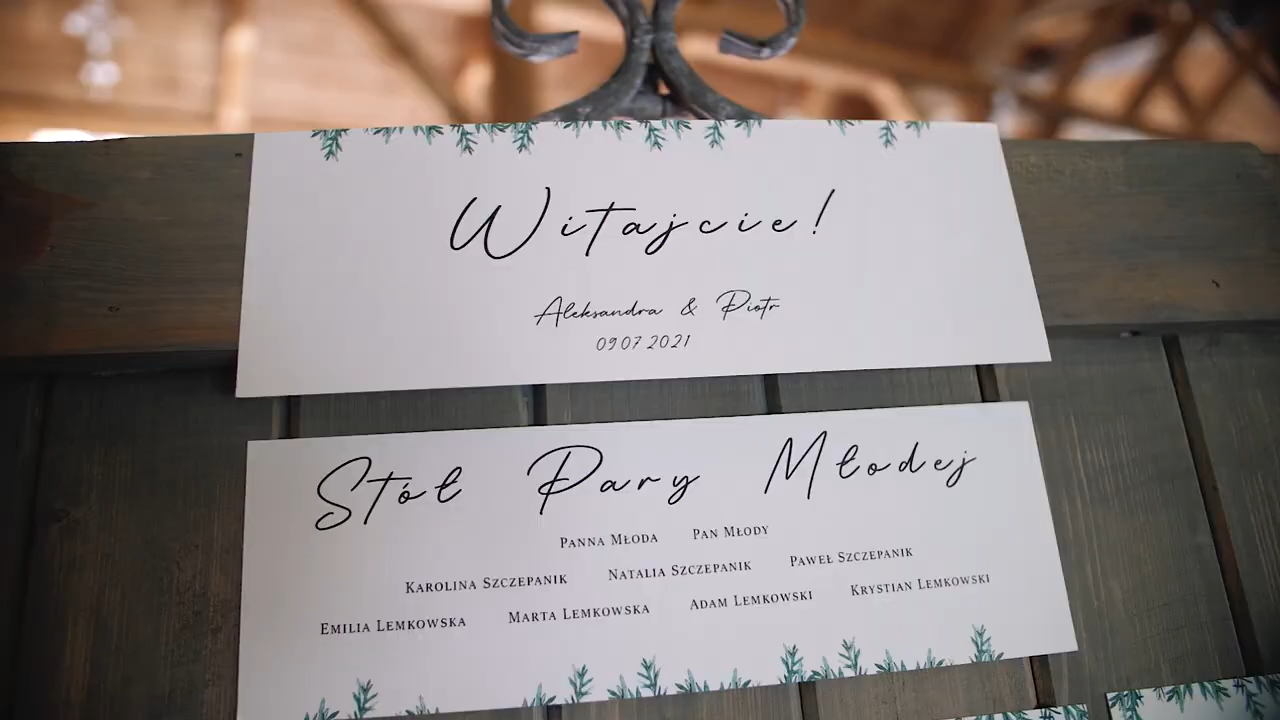 Witajcie!
Aleksandra & Piotr
09 07 2021
Stół Pary Młodej
PANNA MŁODA PAN MŁODY
KAROLINA SZCZEPANIK NATALIA SZCZEPANIK PAWEŁ SZCZEPANIK
EMILIA LEMKOWSKA MARTA LEMKOWSKA ADAM LEMKOWSKI KRYSTIAN LEMKOWSKI